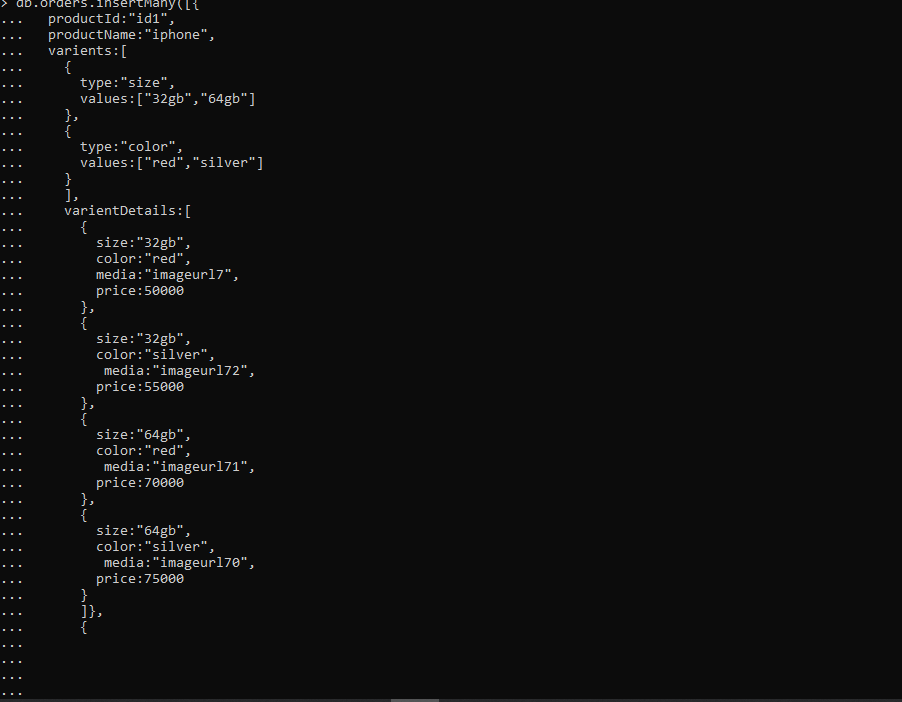 > db.orders.insertMany([{
...   productId:"id1",
...   productName:"iphone",
...   varients:[
...     {
...       type:"size",
...       values:["32gb","64gb"]
...     },
...     {
...       type:"color",
...       values:["red","silver"]
...     }
...     ],
...     varientDetails:[
...       {
...         size:"32gb",
...         color:"red",
...         media:"imageurl7",
...         price:50000
...       },
...       {
...         size:"32gb",
...         color:"silver",
...          media:"imageurl72",
...         price:55000
...       },
...       {
...         size:"64gb",
...         color:"red",
...          media:"imageurl71",
...         price:70000
...       },
...       {
...         size:"64gb",
...         color:"silver",
...          media:"imageurl70",
...         price:75000
...       }
...       ]},
...       {
...
...
...
...